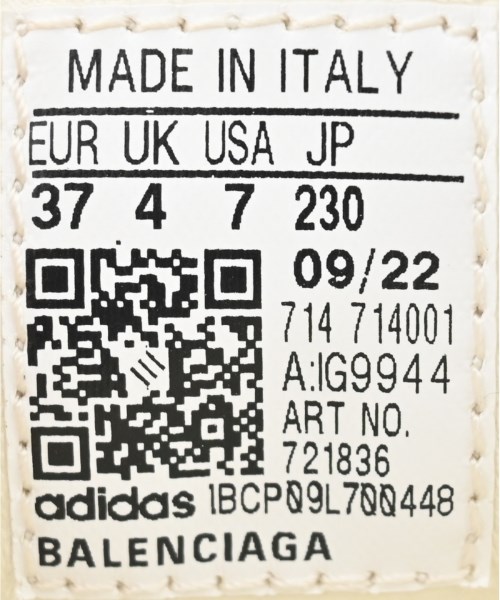 MADE IN ITALY
EUR UK USA JP
37 4 7 230
09/22
714 714001
A:IG9944
ART NO.
721836
adidas 1BCP09L700448
BALENCIAGA